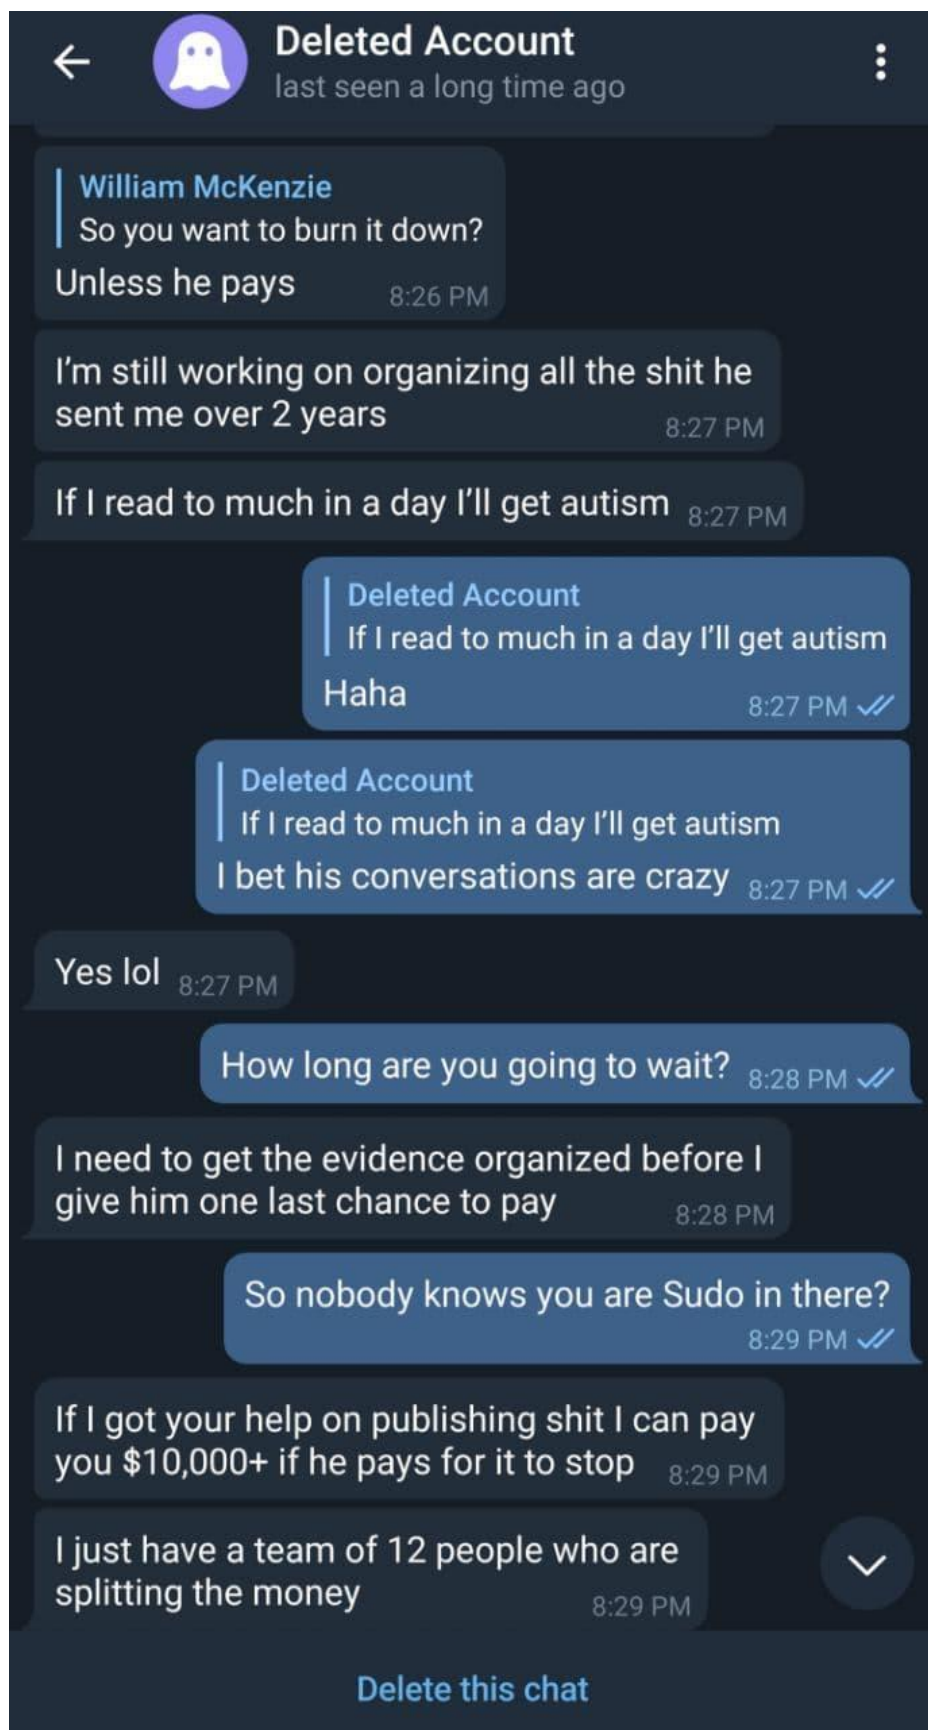 Deleted Account
last seen a long time ago
William McKenzie
So you want to burn it down?
Unless he pays
8:26 PM
I'm still working on organizing all the shit he
sent me over 2 years
8:27 PM
If I read to much in a day I'll get autism
8:27 PM
Deleted Account
If I read to much in a day I'll get autism
Haha
8:27 PM
Deleted Account
If I read to much in a day I'll get autism
I bet his conversations are crazy
8:27 PM
Yes lol
8:27 PM
How long are you going to wait?
8:28 PM
I need to get the evidence organized before I
give him one last chance to pay
8:28 PM
So nobody knows you are Sudo in there?
8:29 PM
If I got your help on publishing shit I can pay
you $10,000+ if he pays for it to stop
8:29 PM
I just have a team of 12 people who are
splitting the money
8:29 PM
Delete this chat